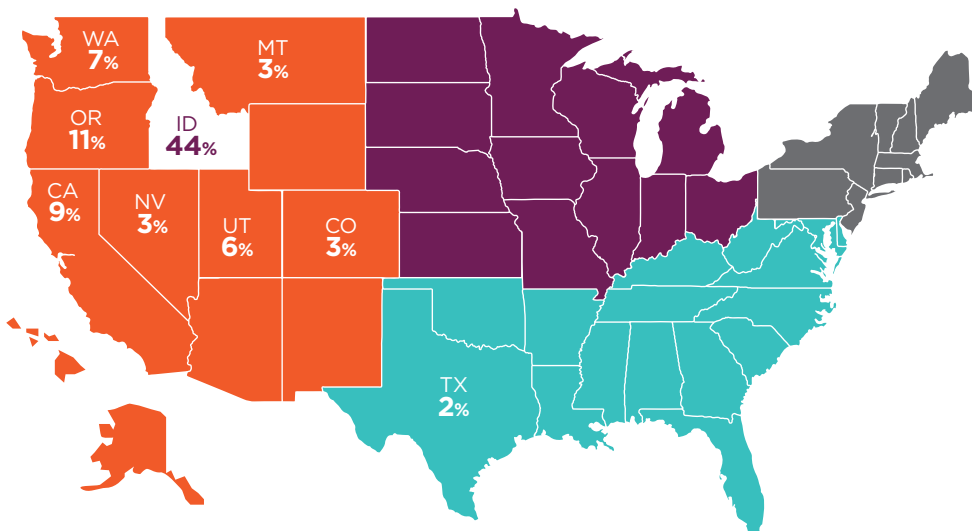 WA
7%
MT
3%
OR
11%
ID
44%
CA
9%
NV
3%
UT
6%
CO
3%
TX
2%